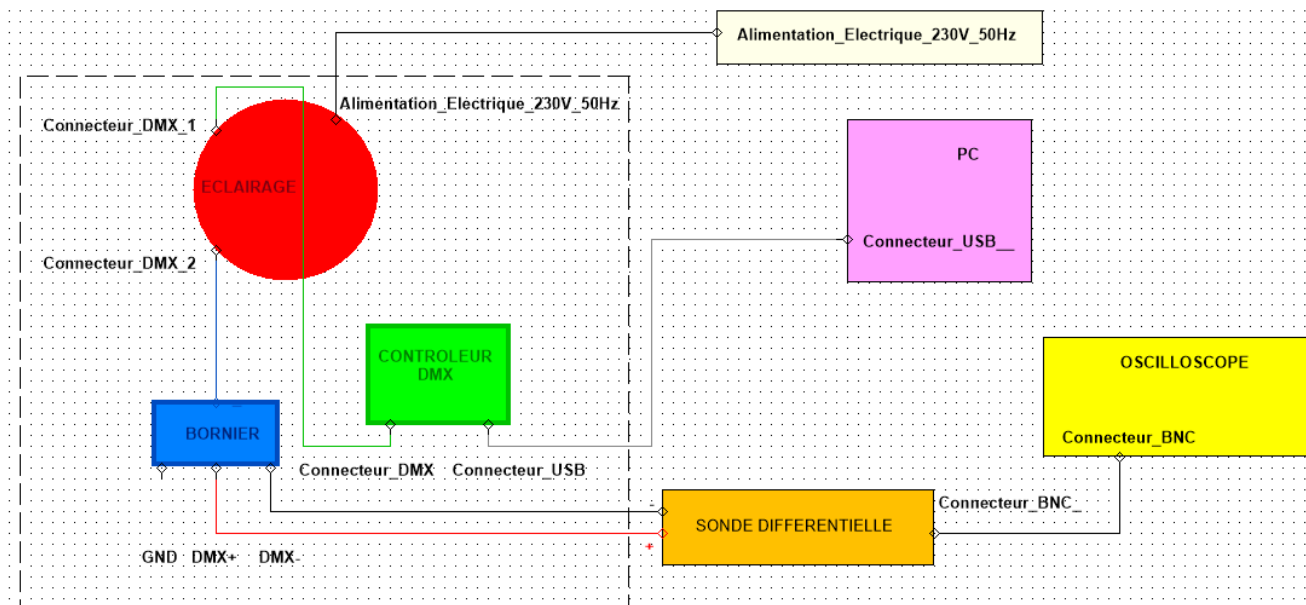 Alimentation_Electrique_230V_50Hz
Alimentation_Electrique_230V_50Hz
Connecteur_DMX_1
PC
ECLAIRAGE
Connecteur_USB__
Connecteur_DMX_2
CONTROLEUR
DMX
OSCILLOSCOPE
BORNIER
Connecteur_BNC
Connecteur_DMX
Connecteur_USB
-
Connecteur_BNC_
SONDE DIFFERENTIELLE
+
GND
DMX+
DMX-